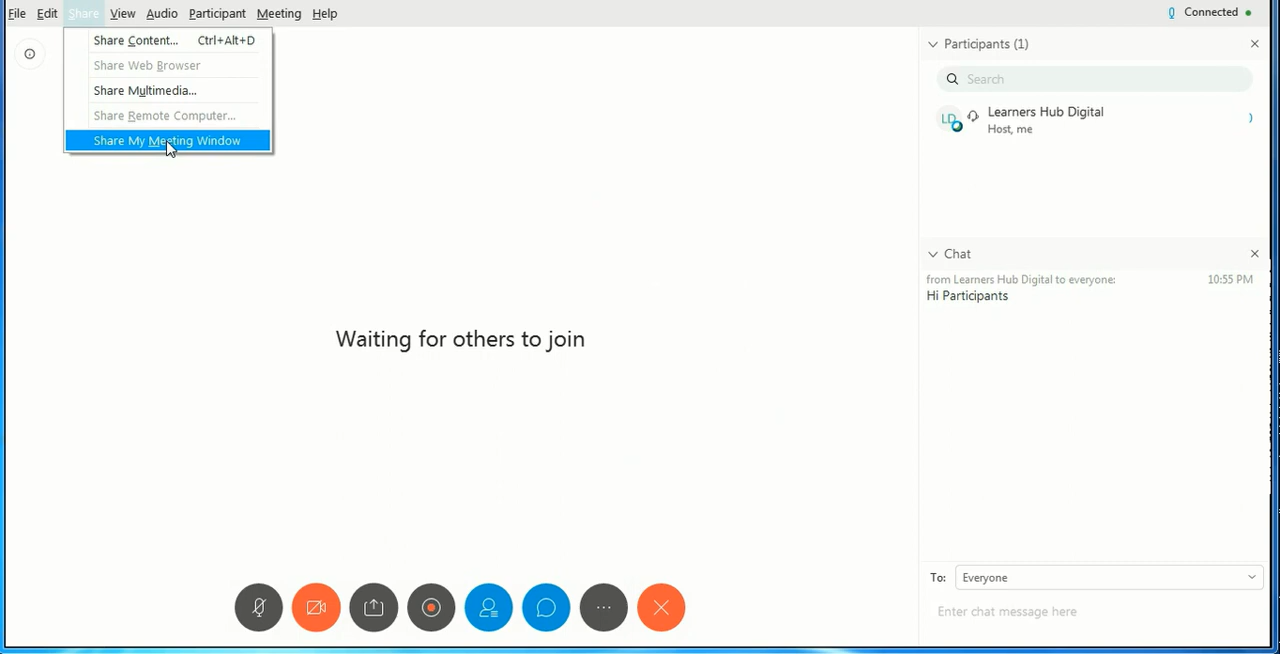 File Edit Share View Audio Participant Meeting Help
Connected
Share Content... Ctrl+Alt+D
Share Web Browser
Share Multimedia...
Share Remote Computer...
Share My Meeting Window
Waiting for others to join
Participants (1)
Search
LD
Learners Hub Digital
Host, me
Chat
from Learners Hub Digital to everyone: 10:55 PM
Hi Participants
To: Everyone
Enter chat message here